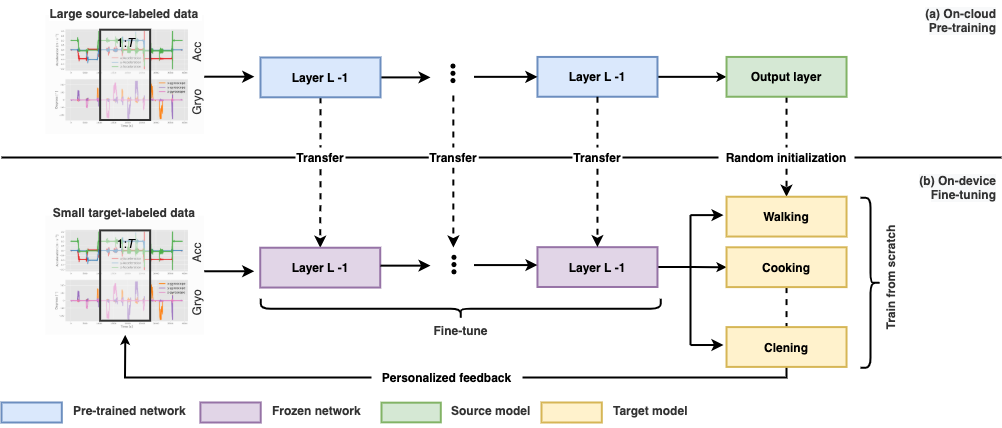 Large source-labeled data
(a) On-cloud
Pre-training
1:T
Acc
Gryo
Layer L -1
Layer L -1
Output layer
Transfer
Transfer
Transfer
Random initialization
(b) On-device
Fine-tuning
Small target-labeled data
1:T
Acc
Gryo
Layer L -1
Layer L -1
Walking
Cooking
Clening
Train from scratch
Fine-tune
Personalized feedback
Pre-trained network
Frozen network
Source model
Target model